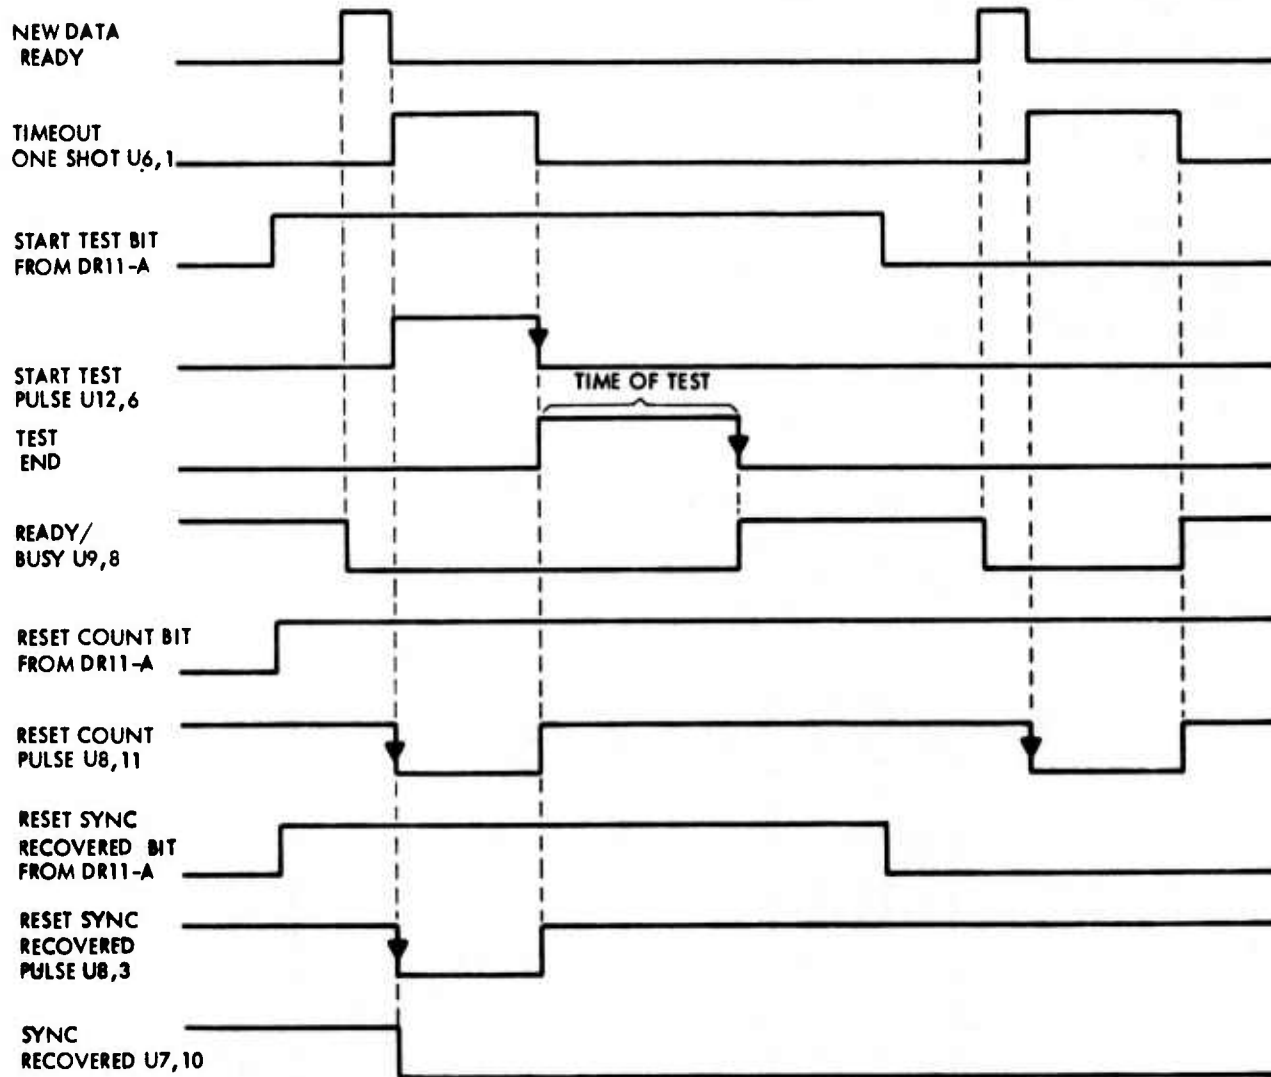 NEW DATA
READY
TIMEOUT
ONE SHOT U6,1
START TEST BIT
FROM DR11-A
START TEST
PULSE U12,6
TIME OF TEST
TEST
END
READY/
BUSY U9,8
RESET COUNT BIT
FROM DR11-A
RESET COUNT
PULSE U8,11
RESET SYNC
RECOVERED BIT
FROM DR11-A
RESET SYNC
RECOVERED
PULSE U8,3
SYNC
RECOVERED U7,10